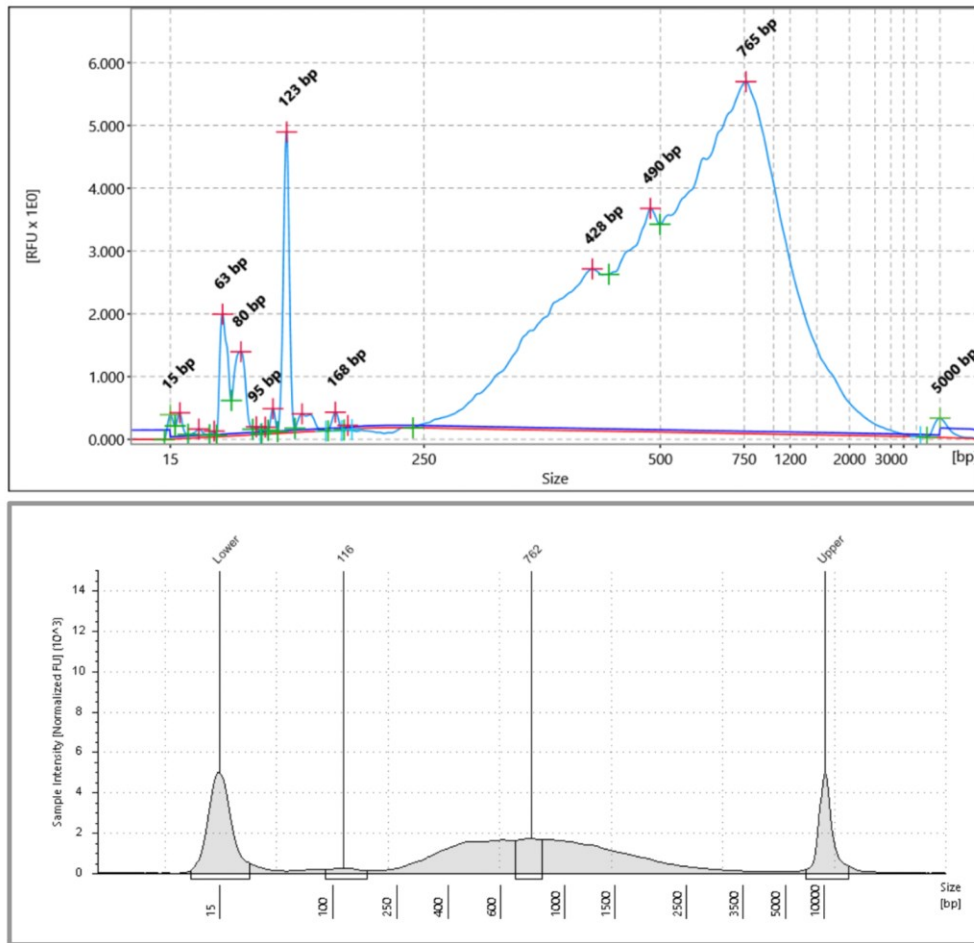 765 bp
6.000
123 bp
5.000
490 bp
4.000
428 bp
[RFU x 1E0]
3.000
63 bp
80 bp
2.000
15 bp
95 bp
168 bp
5000 bp
1.000
0.000
15 250 500 750 1200 2000 3000 [bp]
Size
Lower 116 762 Upper
14
12
10
8
6
4
2
0
Sample Intensity [Normalized FU] (10^3)
15 100 250 400 600 1000 1500 2500 3500 5000 10000
Size
[bp]